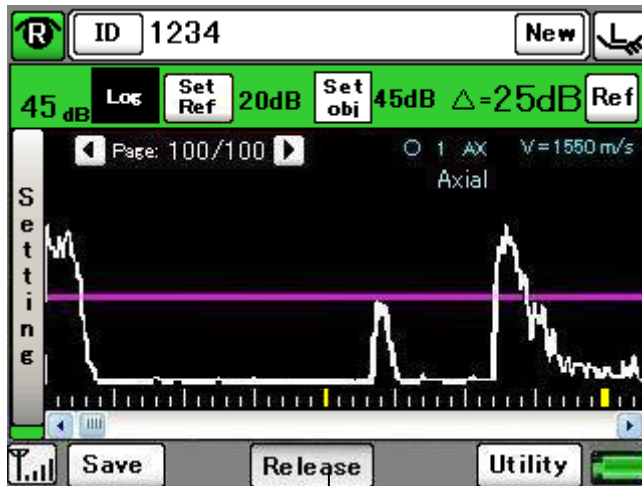 R ID 1234 New
45 dB Log Set Ref 20dB Set obj 45dB △=25dB Ref
Page: 100/100 O 1 AX V=1550 m/s
Axial
Setting
Save Release Utility